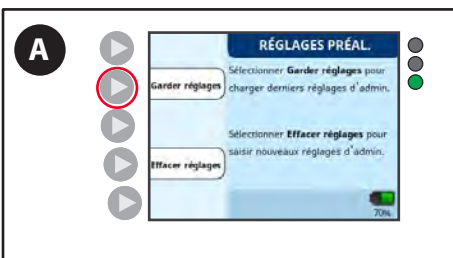 A
RÉGLAGES PRÉAL.
Sélectionner Garder réglages pour
Garder réglages
charger derniers réglages d'admin.
Sélectionner Effacer réglages pour
saisir nouveaux réglages d'admin.
Effacer réglages
70%